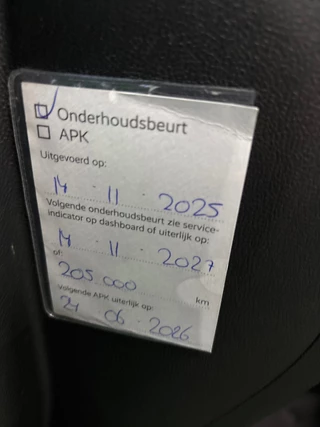 Onderhoudsbeurt
APK
Uitgevoerd op:
14 . 11 . 2025
Volgende onderhoudsbeurt zie service-
indicator op dashboard of uiterlijk op:
14 . 11 . 2027
of:
205 000 km
Volgende APK uiterlijk op:
24 06 . 2026